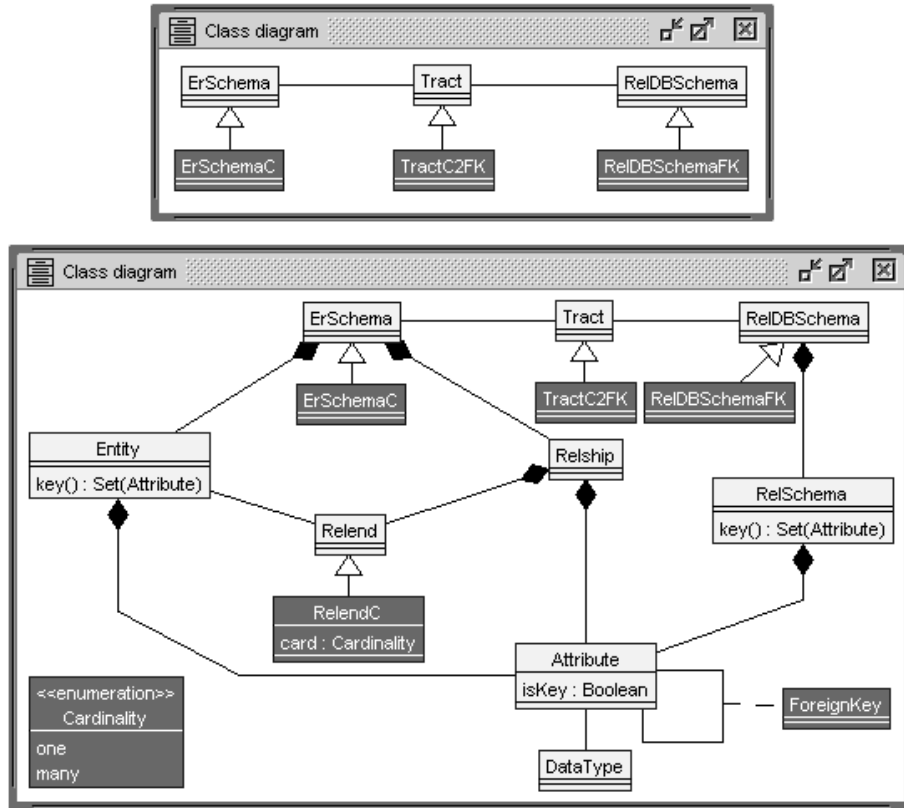 Class diagram
ErSchema
Tract
RelDBSchema
ErSchemaC
TractC2FK
RelDBSchemaFK
Class diagram
ErSchema
Tract
RelDBSchema
ErSchemaC
TractC2FK
RelDBSchemaFK
Entity
key() : Set(Attribute)
Relship
RelSchema
key() : Set(Attribute)
Relend
RelendC
card : Cardinality
Attribute
isKey : Boolean
<<enumeration>>
Cardinality
one
many
ForeignKey
DataType